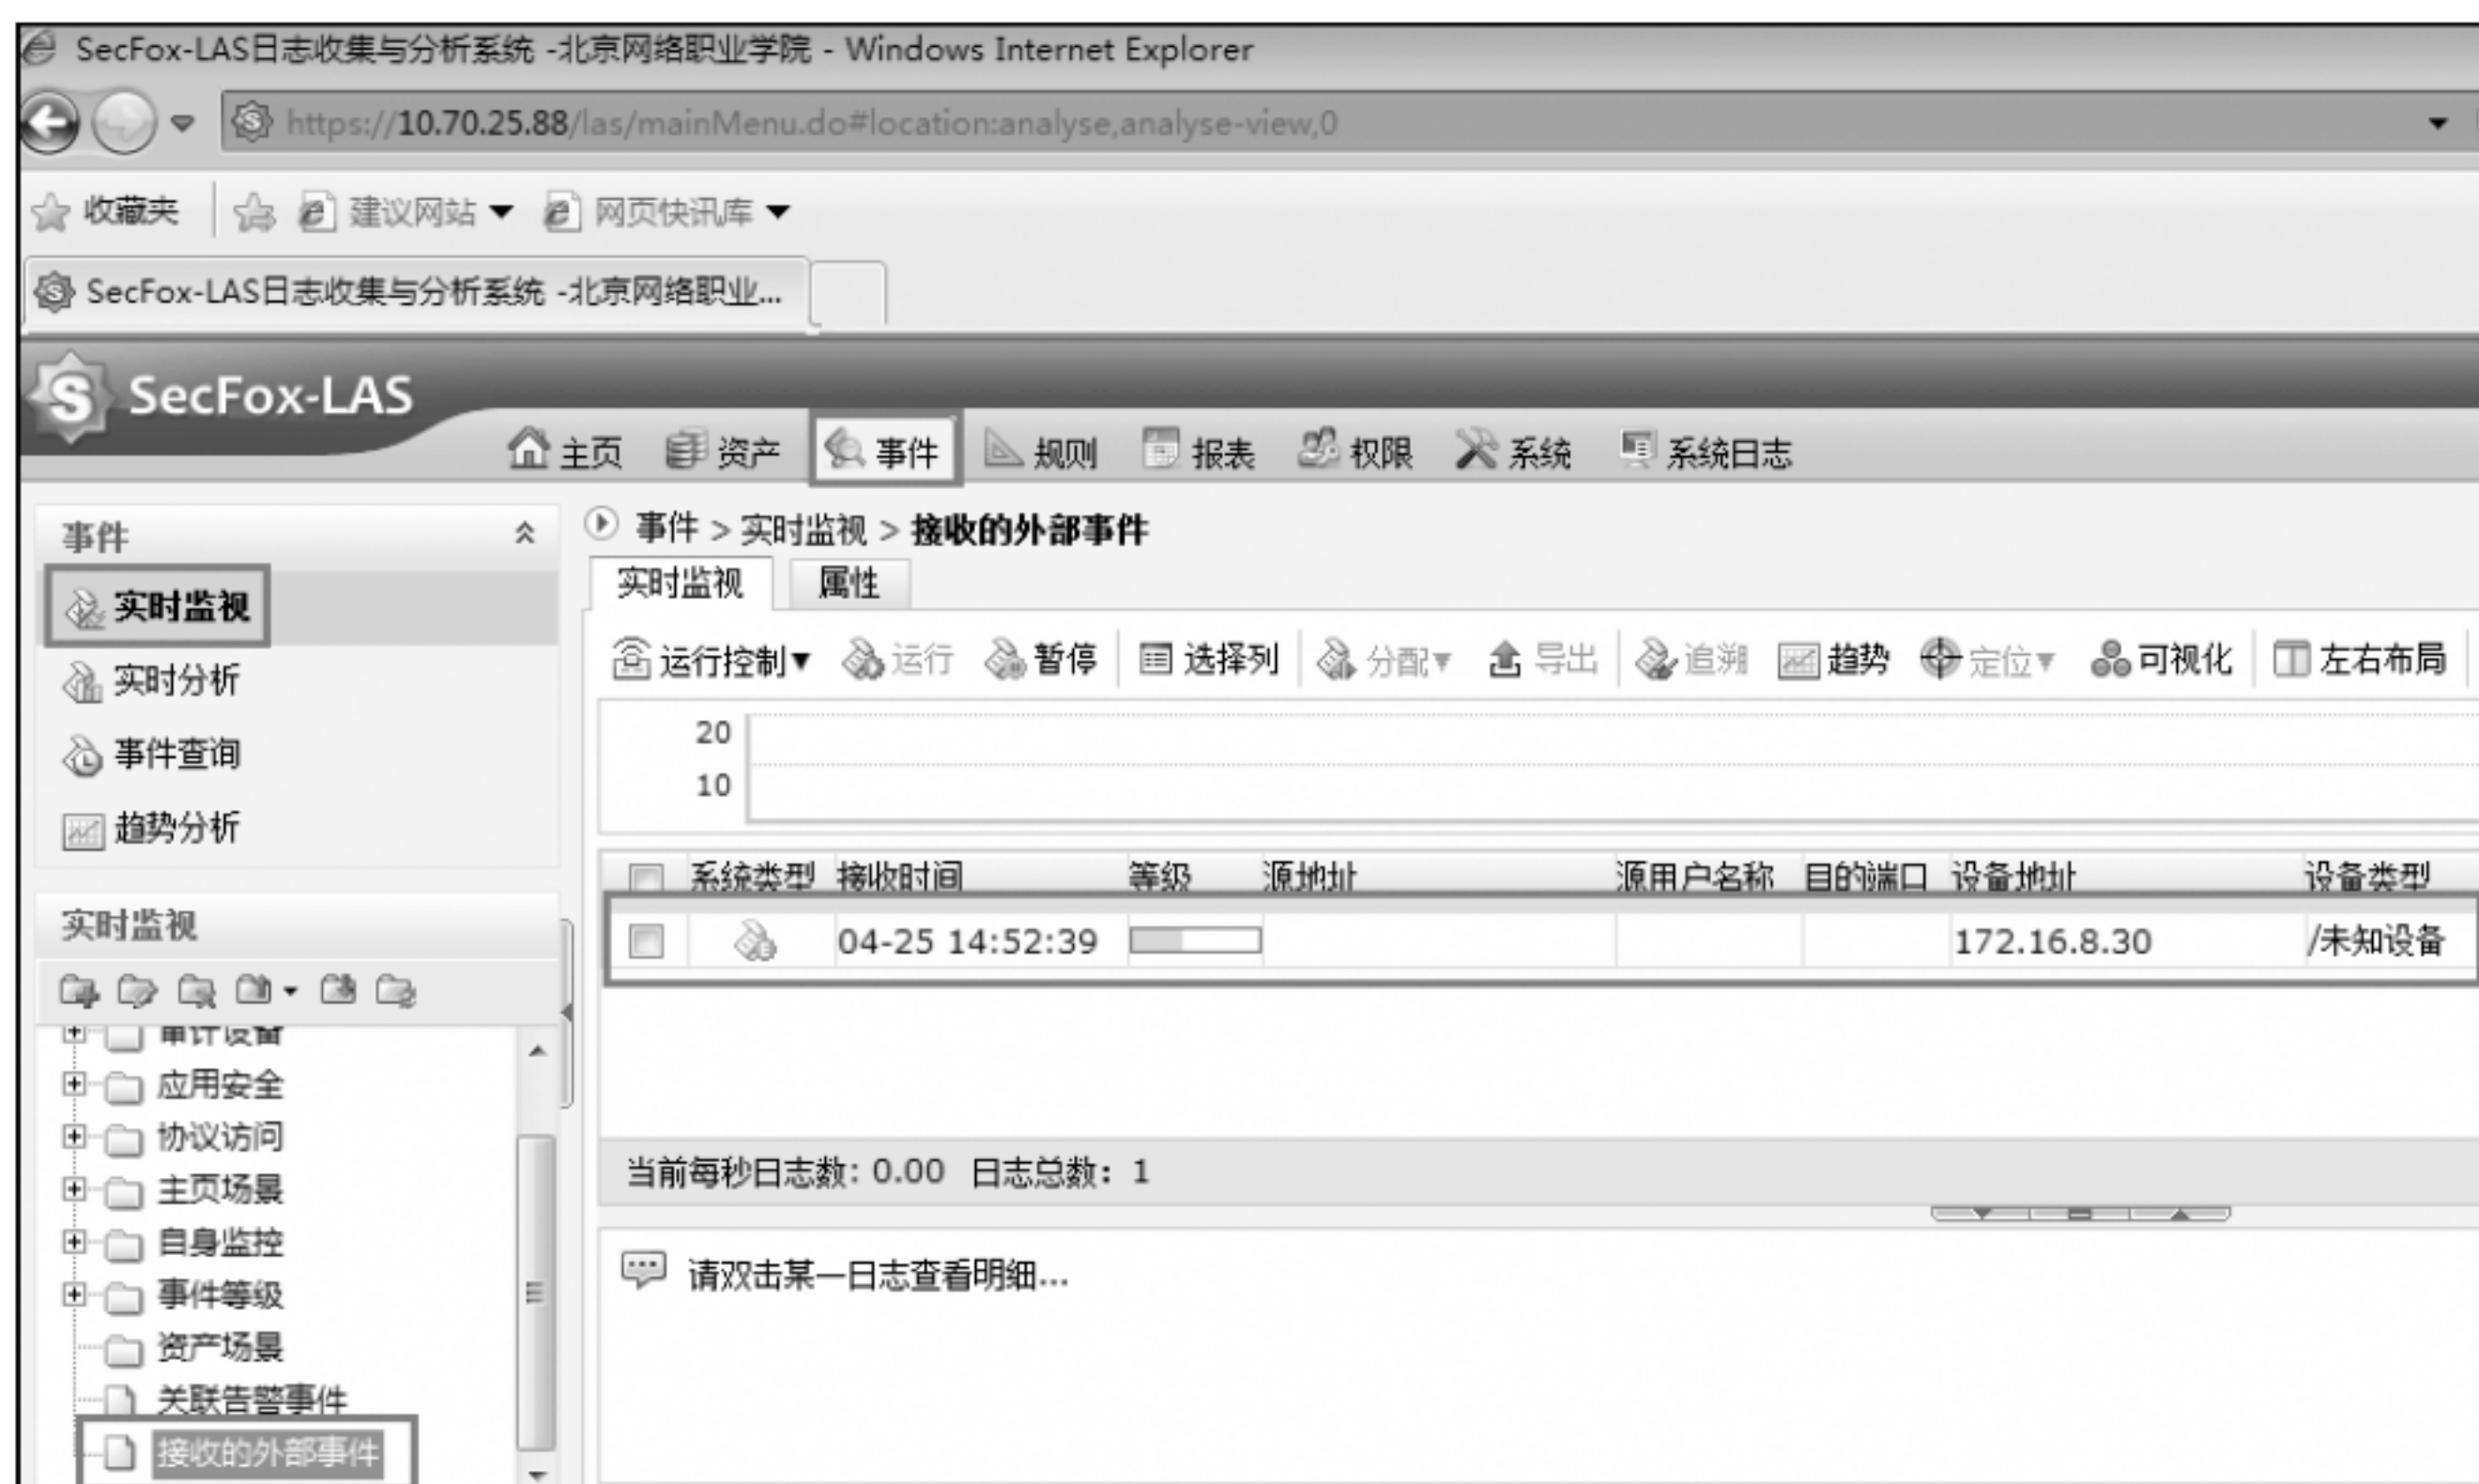 SecFox-LAS日志收集与分析系统 -北京网络职业学院 - Windows Internet Explorer
https://10.70.25.88/las/mainMenu.do#location:analyse,analyse-view,0
收藏夹 建议网站 网页快讯库
SecFox-LAS日志收集与分析系统 -北京网络职业...
SecFox-LAS
主页 资产 事件 规则 报表 权限 系统 系统日志
事件
实时监视
实时分析
事件查询
趋势分析
实时监视
审计设备
应用安全
协议访问
主页场景
自身监控
事件等级
资产场景
关联告警事件
接收的外部事件
事件 > 实时监视 > 接收的外部事件
实时监视 属性
运行控制▼ 运行 暂停 选择列 分配▼ 导出 追溯 趋势 定位▼ 可视化 左右布局
20
10
系统类型 接收时间 等级 源地址 源用户名称 目的端口 设备地址 设备类型
04-25 14:52:39 172.16.8.30 /未知设备
当前每秒日志数: 0.00 日志总数: 1
请双击某一日志查看明细...